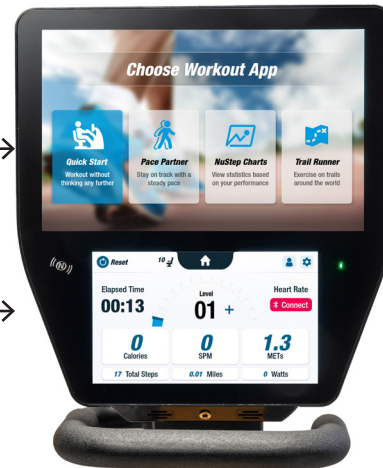 Choose Workout App
Quick Start
Workout without
thinking any further
Pace Partner
Stay on track with a
steady pace
NuStep Charts
View statistics based
on your performance
Trail Runner
Exercise on trails
around the world
Reset
10
Elapsed Time
00:13
Level
01 +
Heart Rate
Connect
0
Calories
0
SPM
1.3
METs
17 Total Steps
0.01 Miles
0 Watts